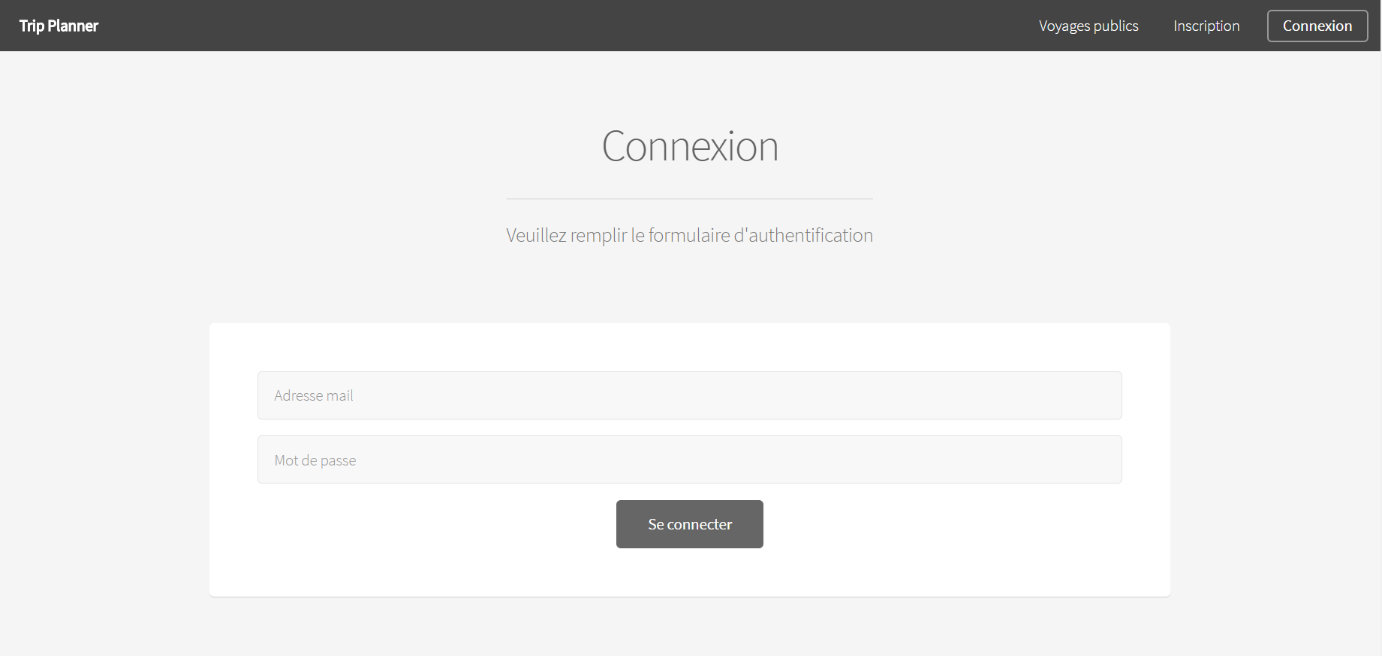 Trip Planner
Voyages publics
Inscription
Connexion
Connexion
Veuillez remplir le formulaire d'authentification
Adresse mail
Mot de passe
Se connecter